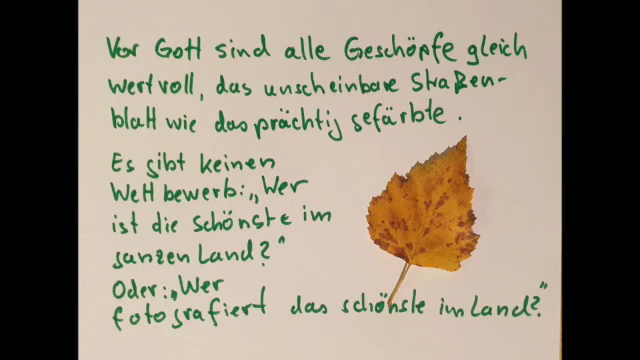 Vor Gott sind alle Geschöpfe gleich
wertvoll, das unscheinbare Straßen-
blatt wie das prächtig gefärbte.
Es gibt keinen
Wettbewerb: „Wer
ist die schönste im
ganzen Land?"
Oder: „Wer
fotografiert das schönste im Land?"